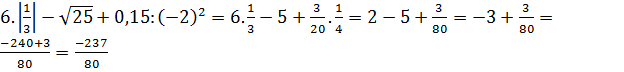 6.|1/3| − √25 + 0,15:(−2)² = 6.1/3 − 5 + 3/20.1/4 = 2 − 5 + 3/80 = −3 + 3/80 =
−240+3/80 = −237/80